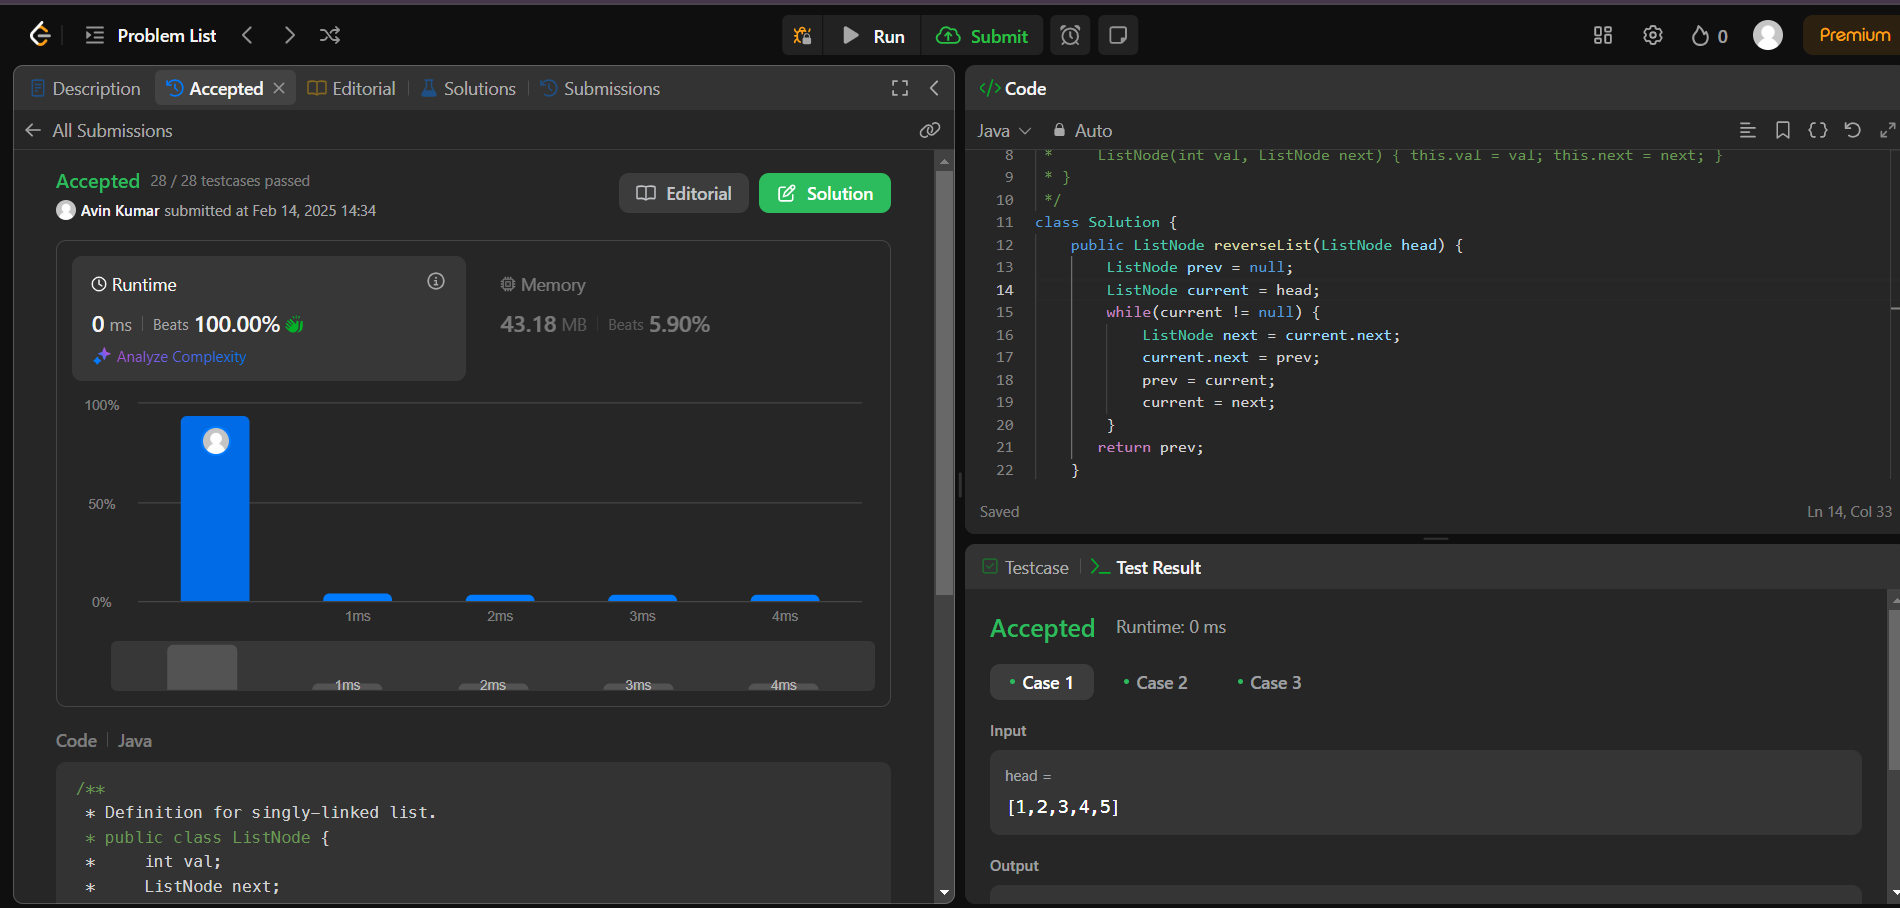 Problem List
Run
Submit
0
Premium
Description
Accepted
Editorial
Solutions
Submissions
All Submissions
Accepted 28 / 28 testcases passed
Avin Kumar submitted at Feb 14, 2025 14:34
Editorial
Solution
Runtime
0 ms Beats 100.00%
Analyze Complexity
Memory
43.18 MB Beats 5.90%
100%
50%
0%
1ms
2ms
3ms
4ms
1ms
2ms
3ms
4ms
Code Java
/**
* Definition for singly-linked list.
* public class ListNode {
* int val;
* ListNode next;
Code
Java Auto
8 * ListNode(int val, ListNode next) { this.val = val; this.next = next; }
9 * }
10 */
11 class Solution {
12 public ListNode reverseList(ListNode head) {
13 ListNode prev = null;
14 ListNode current = head;
15 while(current != null) {
16 ListNode next = current.next;
17 current.next = prev;
18 prev = current;
19 current = next;
20 }
21 return prev;
22 }
Saved
Ln 14, Col 33
Testcase
Test Result
Accepted Runtime: 0 ms
Case 1
Case 2
Case 3
Input
head =
[1,2,3,4,5]
Output